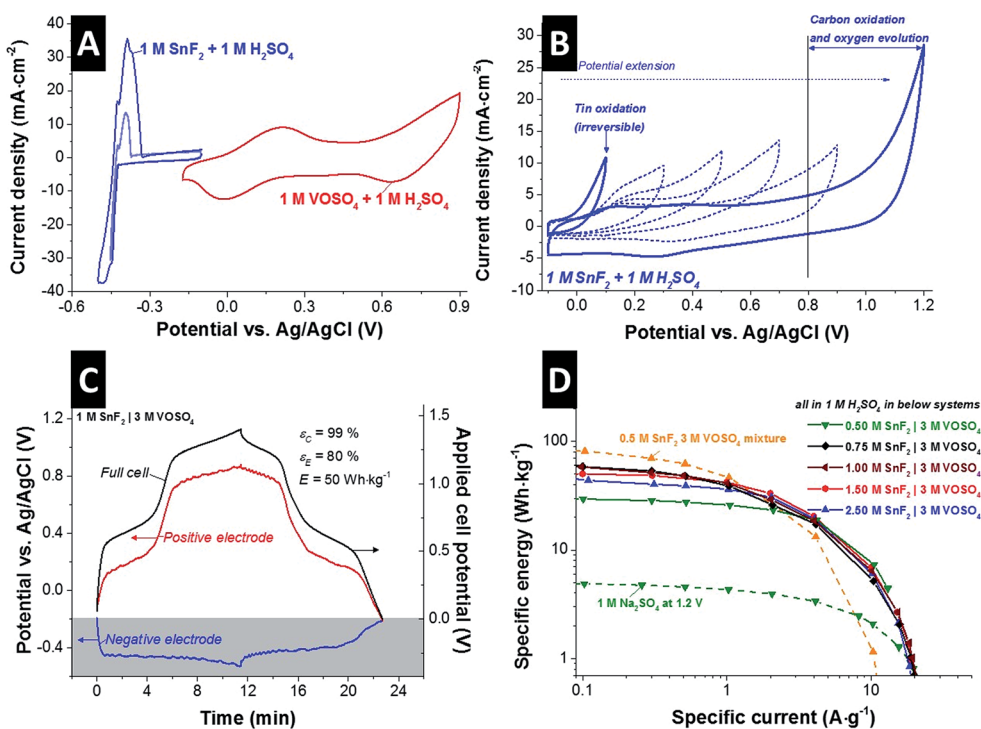 A
1 M SnF₂ + 1 M H₂SO₄
1 M VOSO₄ + 1 M H₂SO₄
Current density (mA·cm⁻²)
40
30
20
10
0
-10
-20
-30
-40
-0.6
-0.3
0.0
0.3
0.6
0.9
Potential vs. Ag/AgCl (V)
B
Carbon oxidation
and oxygen evolution
Potential extension
Tin oxidation
(irreversible)
1 M SnF₂ + 1 M H₂SO₄
Current density (mA·cm⁻²)
30
25
20
15
10
5
0
-5
-10
0.0
0.2
0.4
0.6
0.8
1.0
1.2
Potential vs. Ag/AgCl (V)
C
1 M SnF₂ | 3 M VOSO₄
εC = 99 %
εE = 80 %
E = 50 Wh·kg⁻¹
Full cell
Positive electrode
Negative electrode
Potential vs. Ag/AgCl (V)
1.2
0.8
0.4
0.0
-0.4
Applied cell potential (V)
1.5
1.0
0.5
0.0
0
4
8
12
16
20
24
Time (min)
D
all in 1 M H₂SO₄ in below systems
0.50 M SnF₂ | 3 M VOSO₄
0.75 M SnF₂ | 3 M VOSO₄
1.00 M SnF₂ | 3 M VOSO₄
1.50 M SnF₂ | 3 M VOSO₄
2.50 M SnF₂ | 3 M VOSO₄
0.5 M SnF₂ 3 M VOSO₄ mixture
1 M Na₂SO₄ at 1.2 V
Specific energy (Wh·kg⁻¹)
100
10
1
0.1
1
10
Specific current (A·g⁻¹)